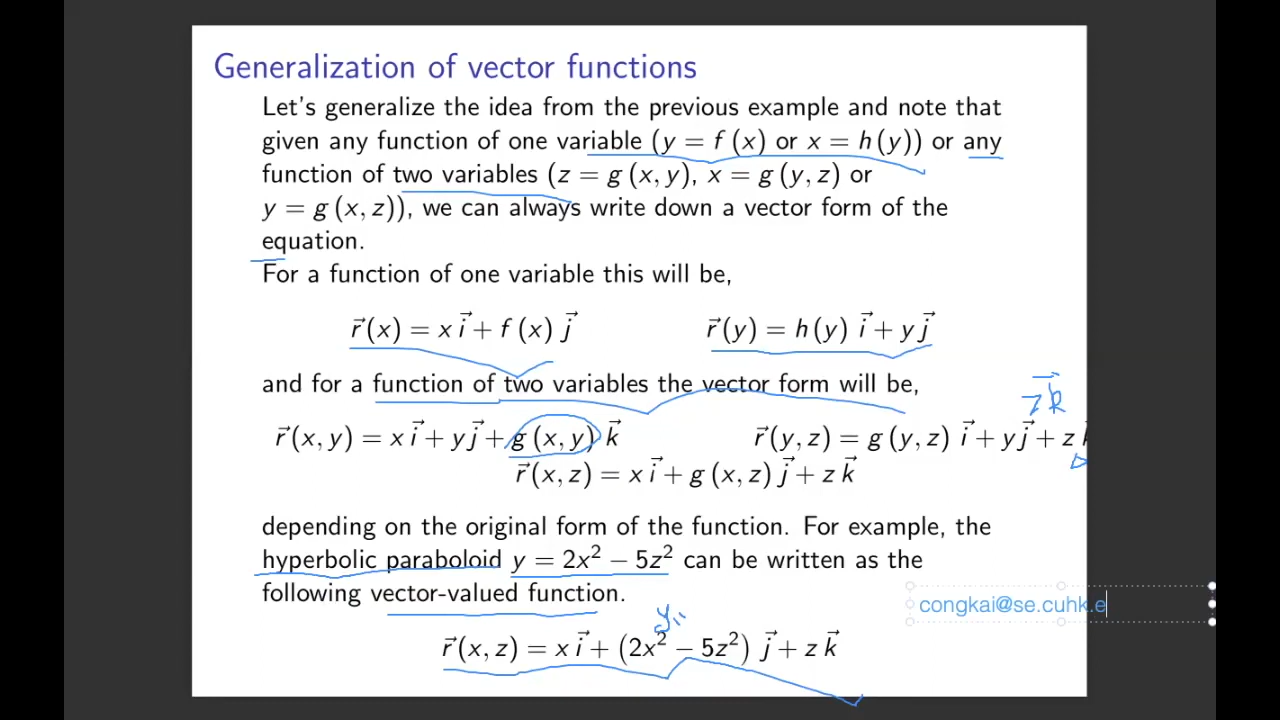 Generalization of vector functions
Let's generalize the idea from the previous example and note that
given any function of one variable (y = f (x) or x = h (y)) or any
function of two variables (z = g (x, y), x = g (y, z) or
y = g (x, z)), we can always write down a vector form of the
equation.
For a function of one variable this will be,
r⃗ (x) = x i⃗ + f (x) j⃗ r⃗ (y) = h (y) i⃗ + y j⃗
and for a function of two variables the vector form will be,
z k⃗
r⃗ (x, y) = x i⃗ + y j⃗ + g (x, y) k⃗ r⃗ (y, z) = g (y, z) i⃗ + y j⃗ + z k⃗
r⃗ (x, z) = x i⃗ + g (x, z) j⃗ + z k⃗
depending on the original form of the function. For example, the
hyperbolic paraboloid y = 2x² − 5z² can be written as the
following vector-valued function.
congkai@se.cuhk.e
r⃗ (x, z) = x i⃗ + (2x² − 5z²) j⃗ + z k⃗